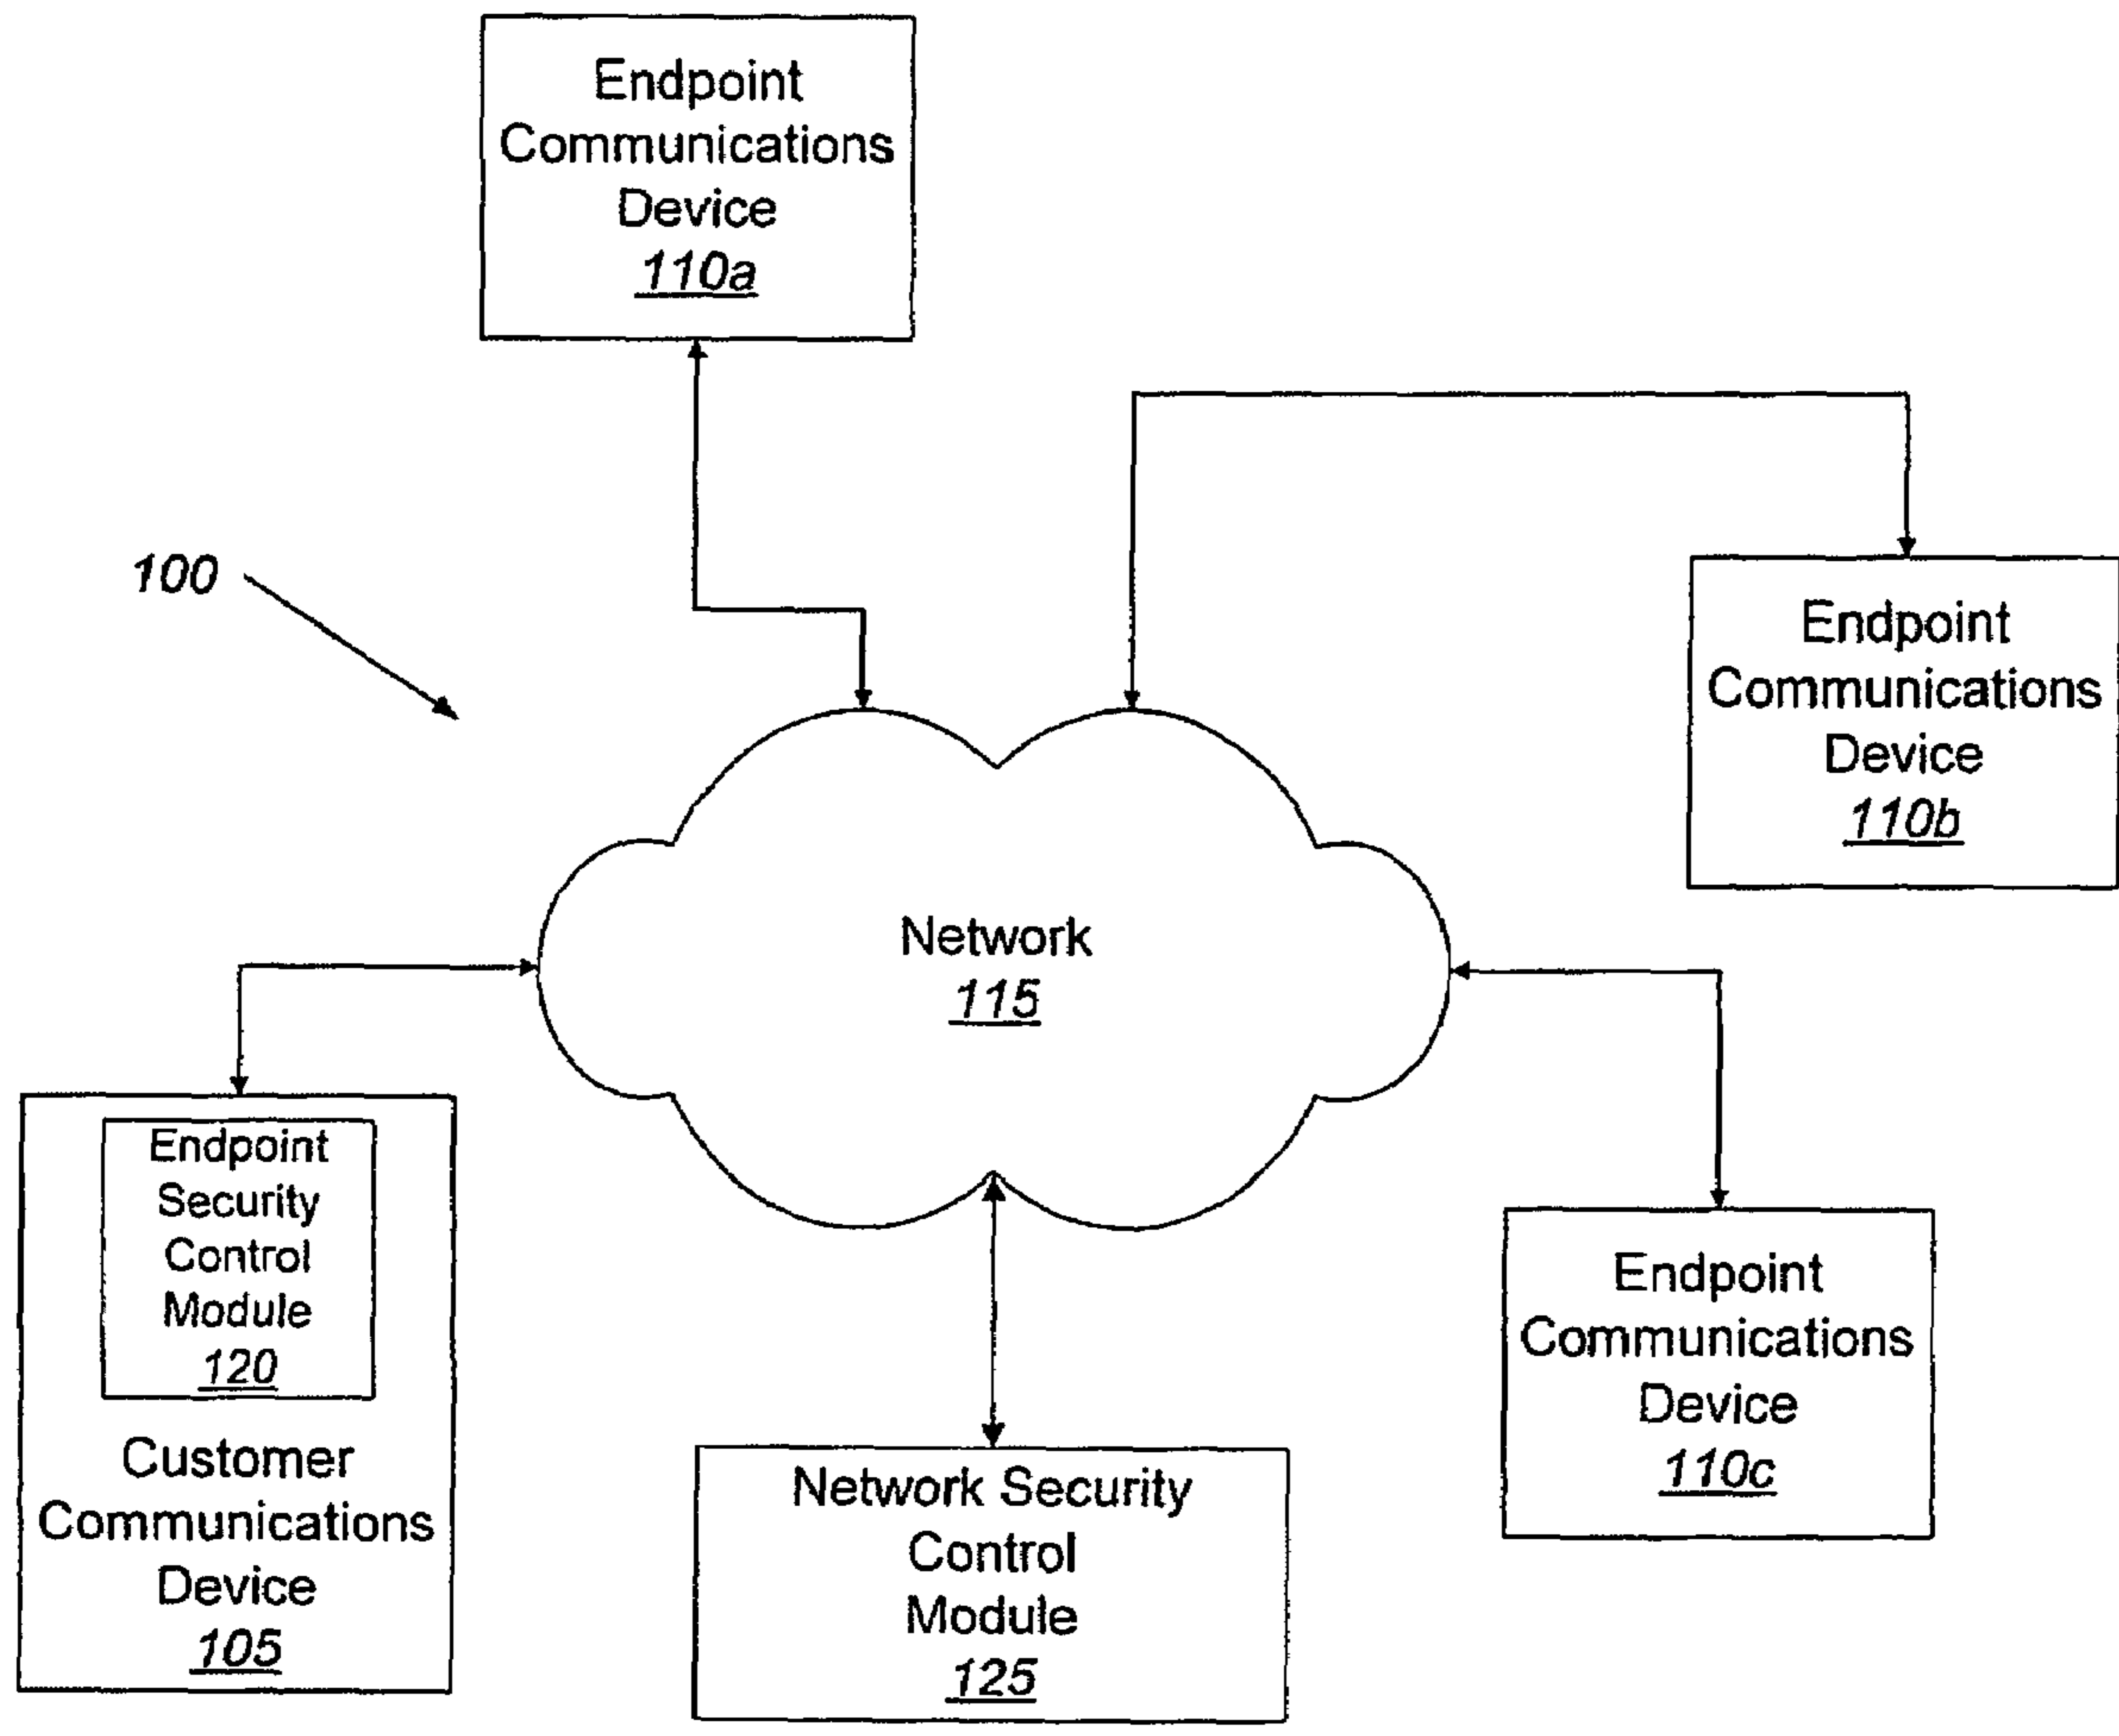 Endpoint
Communications
Device
110a
100
Endpoint
Communications
Device
110b
Network
115
Endpoint
Security
Control
Module
120
Customer
Communications
Device
105
Network Security
Control
Module
125
Endpoint
Communications
Device
110c